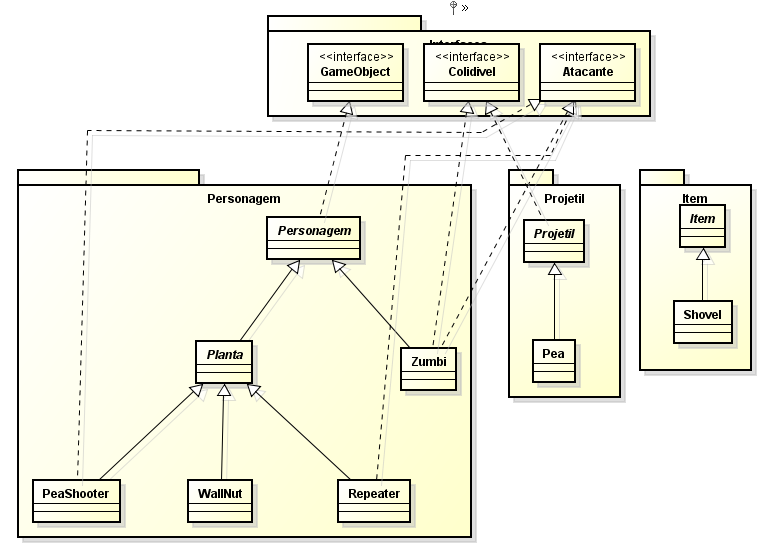 »
Interfaces
<<interface>>
GameObject
<<interface>>
Colidivel
<<interface>>
Atacante
Personagem
Personagem
Planta
Zumbi
PeaShooter
WallNut
Repeater
Projetil
Projetil
Pea
Item
Item
Shovel